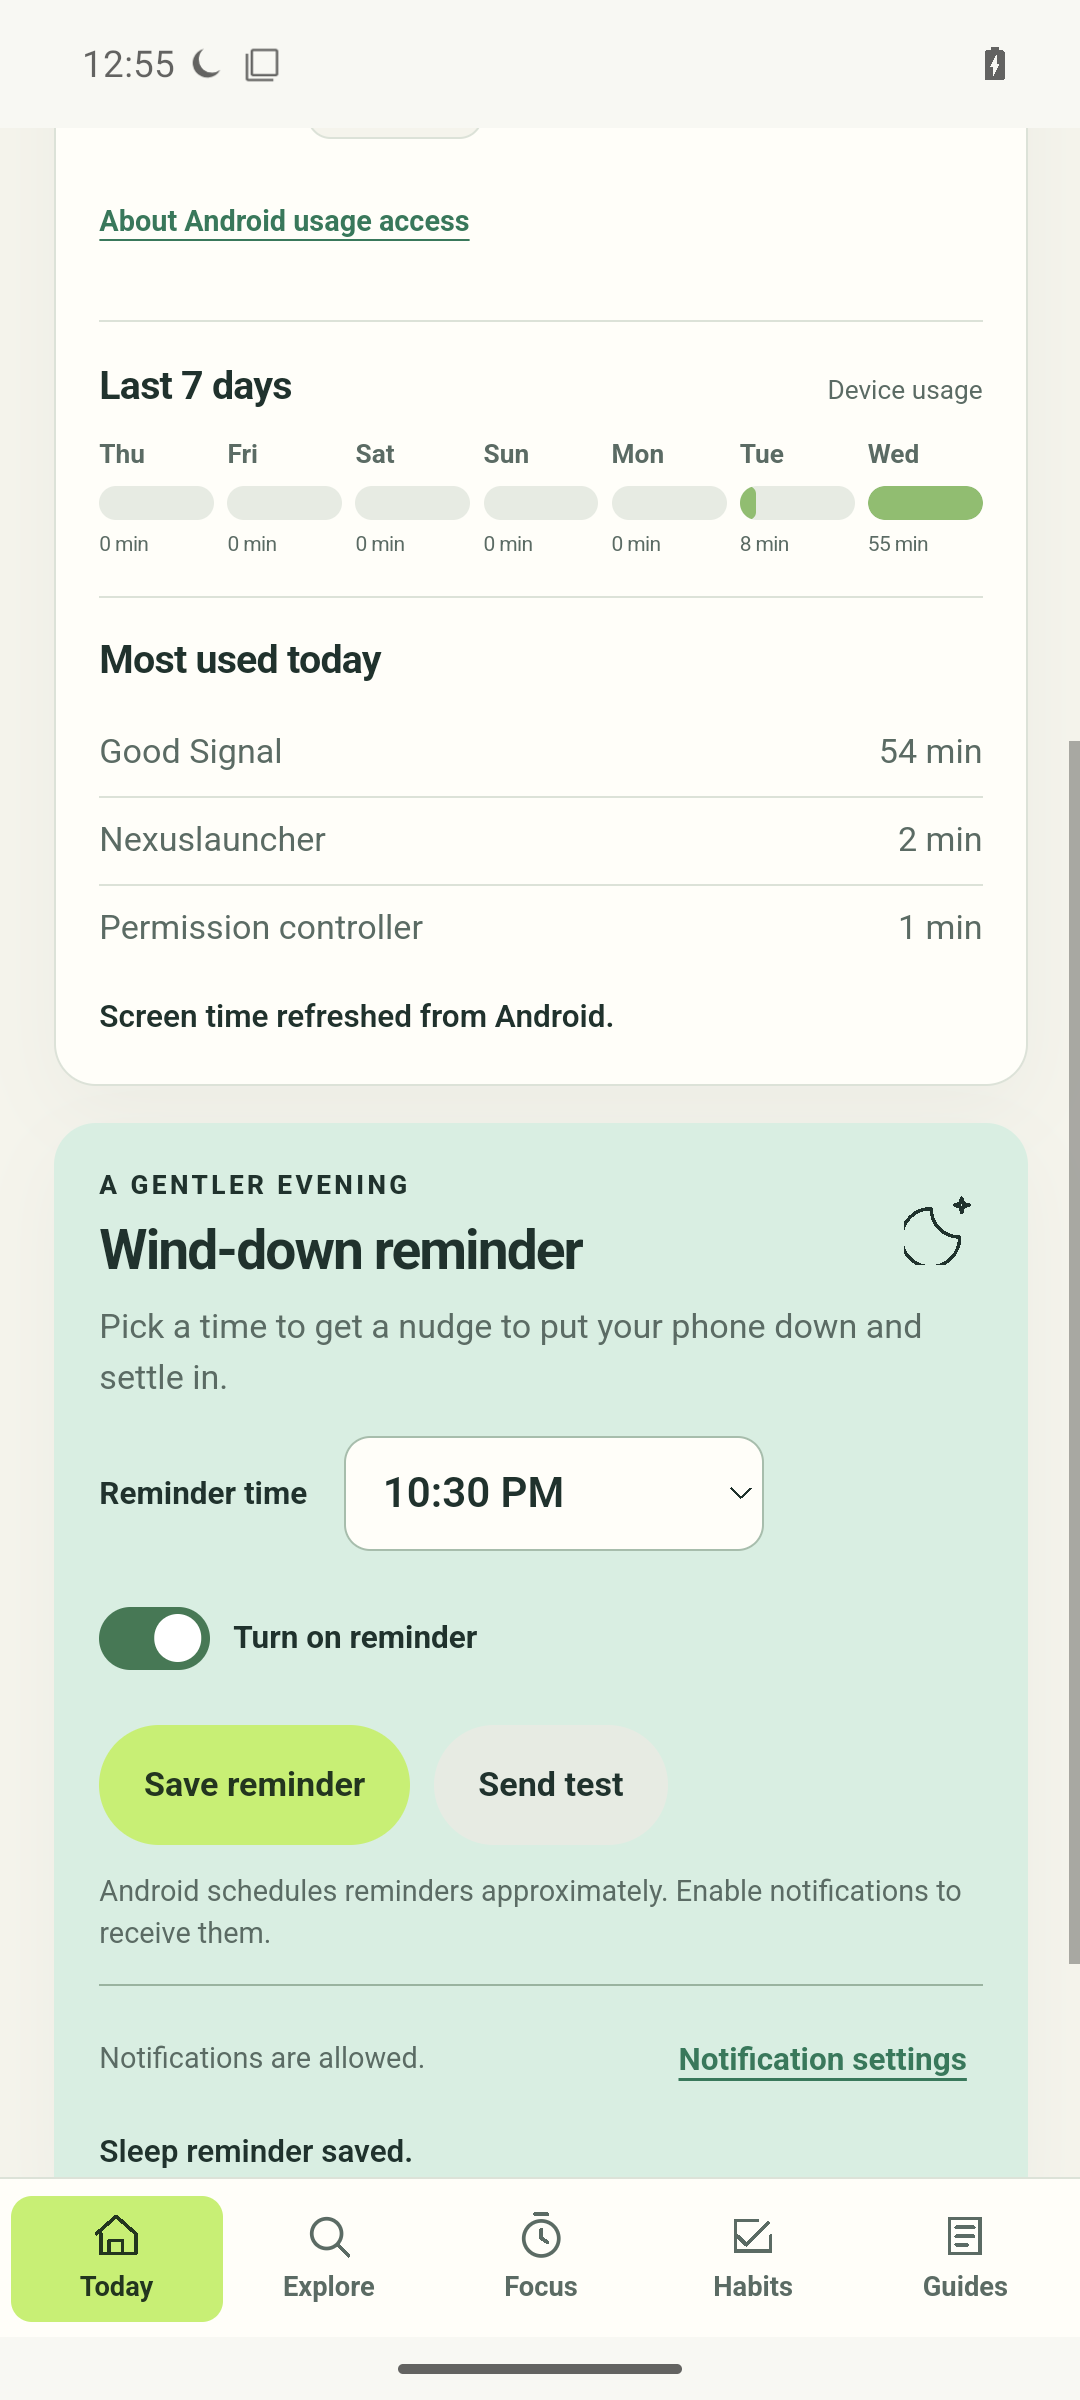 12:55
About Android usage access
Last 7 days
Device usage
Thu Fri Sat Sun Mon Tue Wed
0 min 0 min 0 min 0 min 0 min 8 min 55 min
Most used today
Good Signal 54 min
Nexuslauncher 2 min
Permission controller 1 min
Screen time refreshed from Android.
A GENTLER EVENING
Wind-down reminder
Pick a time to get a nudge to put your phone down and
settle in.
Reminder time 10:30 PM
Turn on reminder
Save reminder Send test
Android schedules reminders approximately. Enable notifications to
receive them.
Notifications are allowed. Notification settings
Sleep reminder saved.
Today Explore Focus Habits Guides